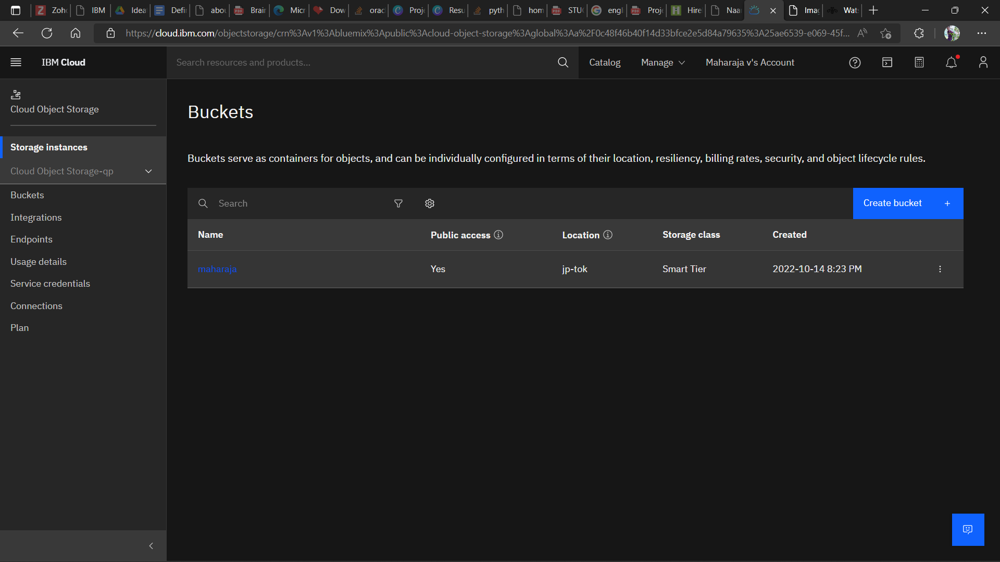 Zoho
IBM
Idea
Defi
abou
Brair
Micr
Dow
orac
Proj
Resu
pyth
hom
STU
engl
Proje
Hire
Naa
Ima
Wat
https://cloud.ibm.com/objectstorage/crn%3Av1%3Abluemix%3Apublic%3Acloud-object-storage%3Aglobal%3Aa%2F0c48f46b40f14d33bfce2e5d84a79635%3A25ae6539-e069-45f...
IBM Cloud
Search resources and products...
Catalog
Manage
Maharaja v's Account
Cloud Object Storage
Storage instances
Cloud Object Storage-qp
Buckets
Integrations
Endpoints
Usage details
Service credentials
Connections
Plan
Buckets
Buckets serve as containers for objects, and can be individually configured in terms of their location, resiliency, billing rates, security, and object lifecycle rules.
Search
Create bucket +
Name Public access Location Storage class Created
maharaja Yes jp-tok Smart Tier 2022-10-14 8:23 PM